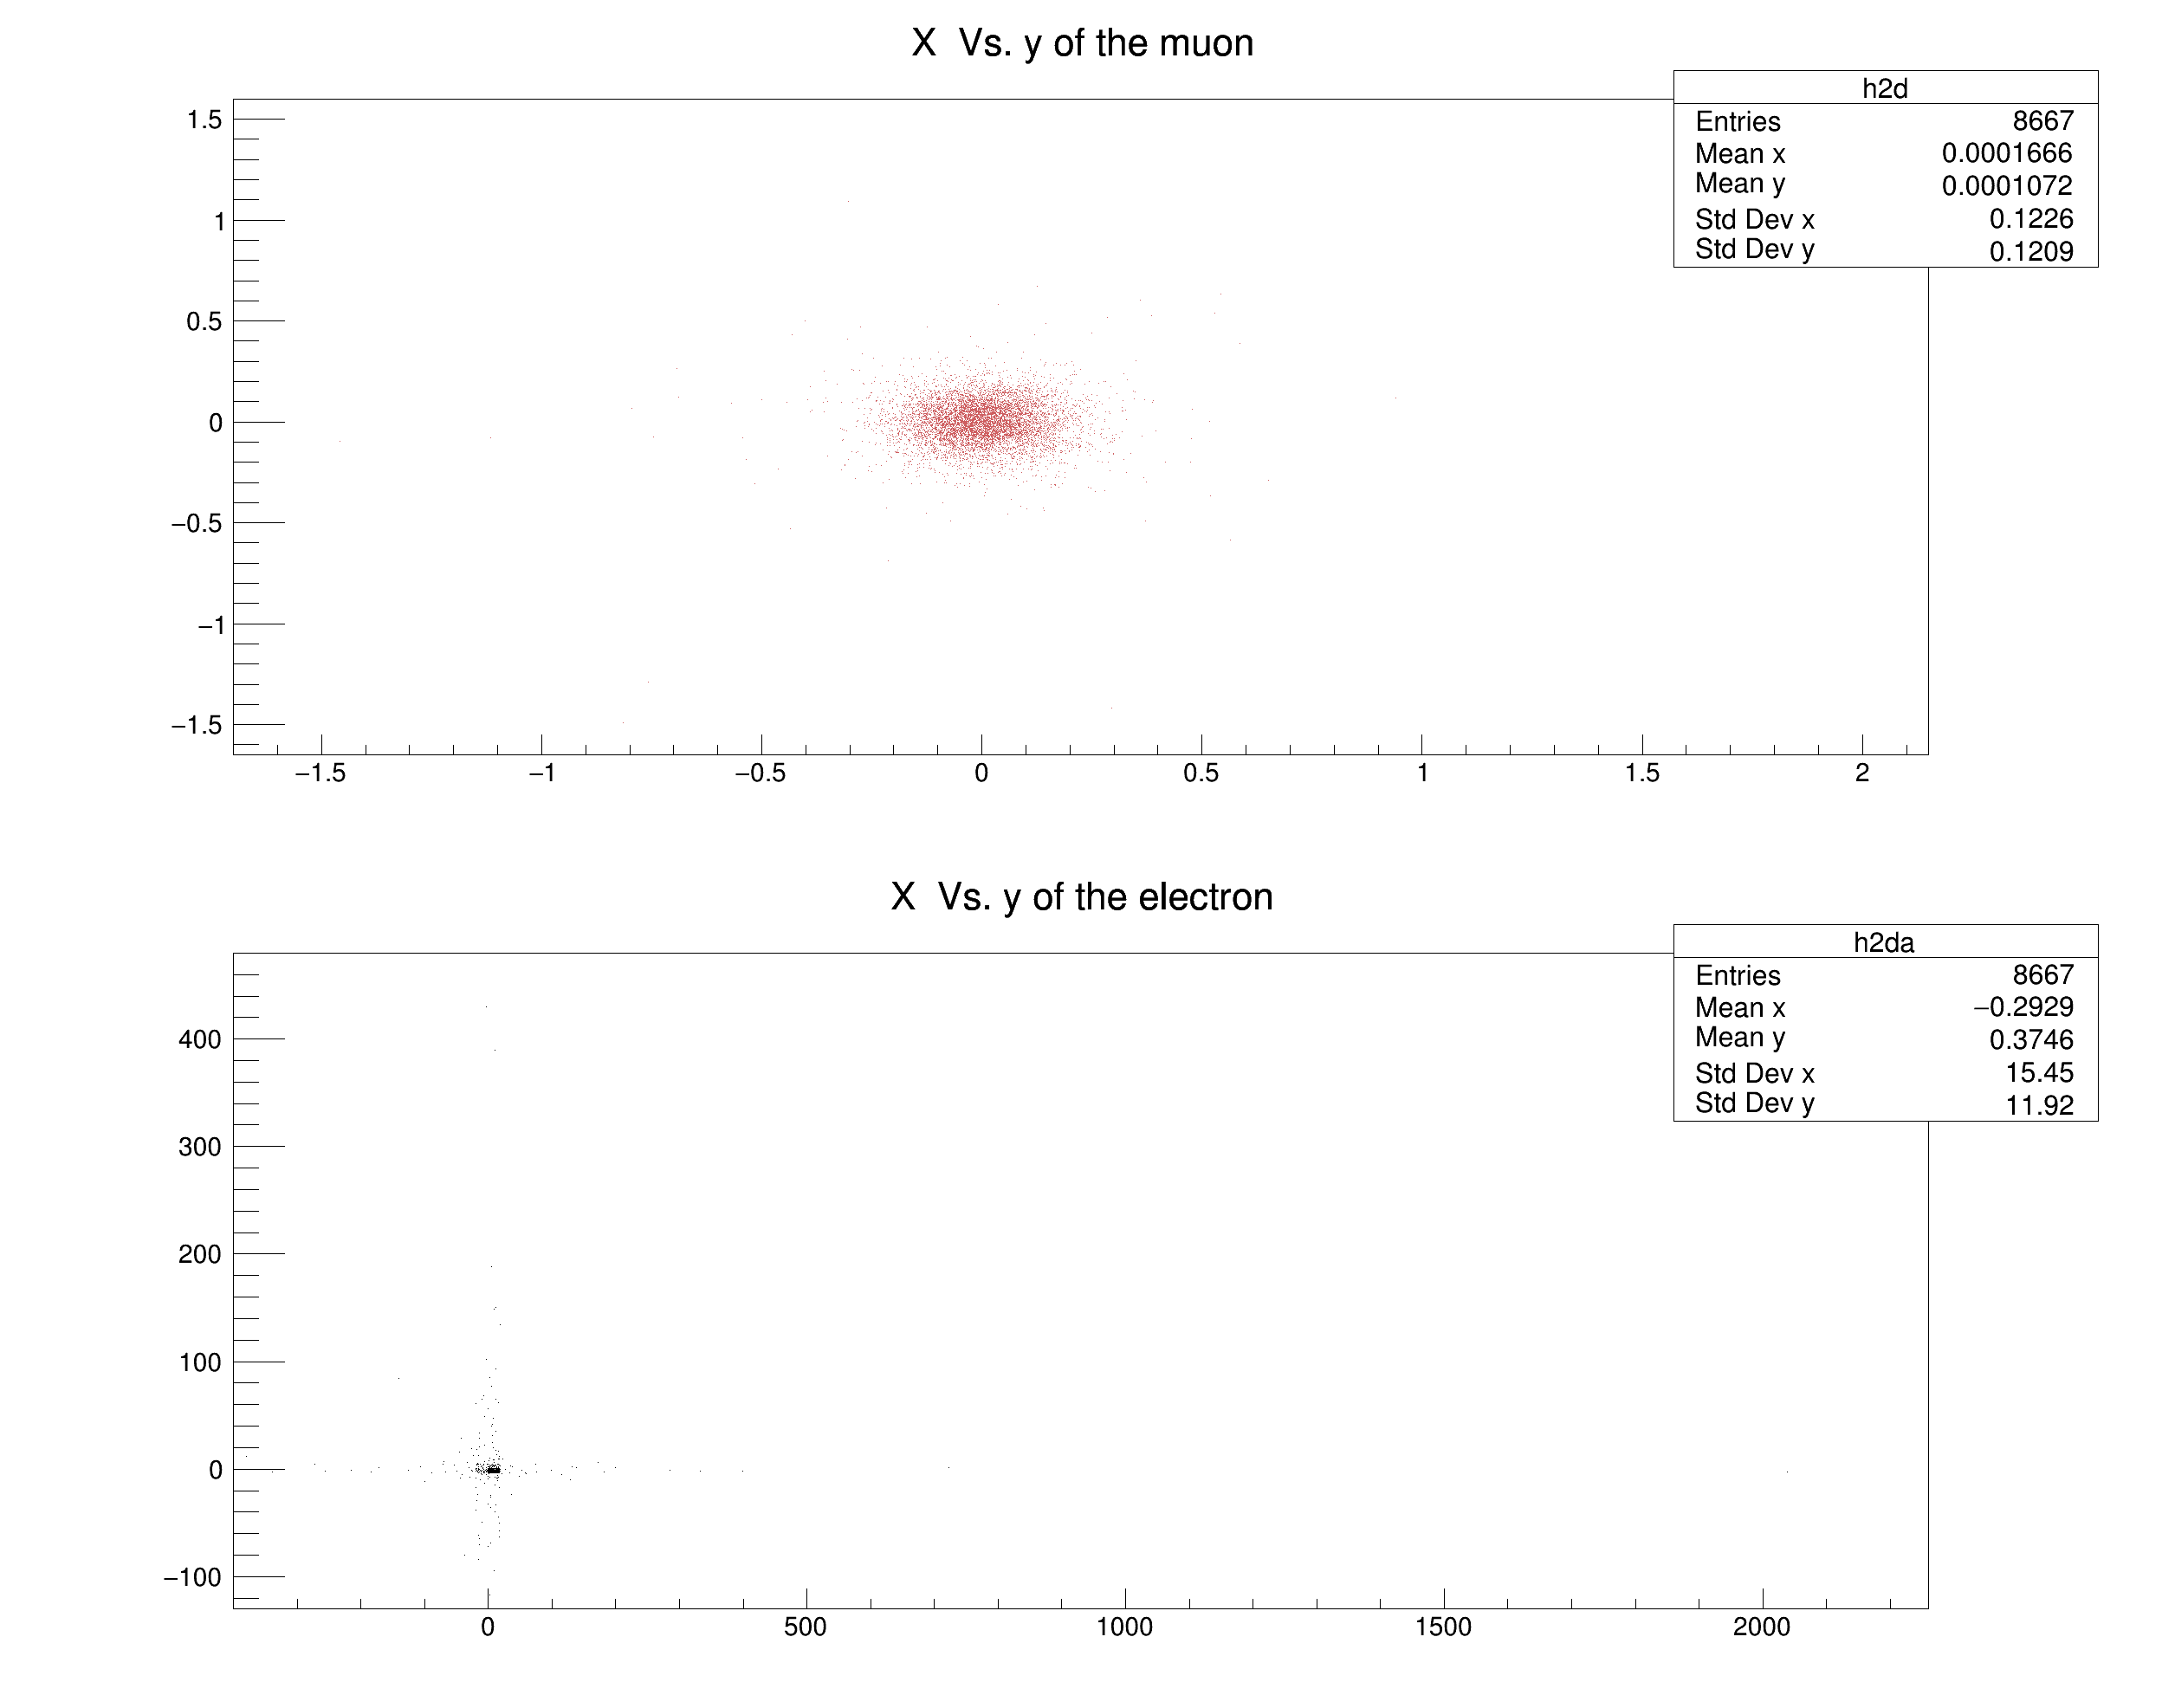 X Vs. y of the muon
h2d
Entries 8667
Mean x 0.0001666
Mean y 0.0001072
Std Dev x 0.1226
Std Dev y 0.1209
1.5
1
0.5
0
−0.5
−1
−1.5
−1.5 −1 −0.5 0 0.5 1 1.5 2
X Vs. y of the electron
h2da
Entries 8667
Mean x −0.2929
Mean y 0.3746
Std Dev x 15.45
Std Dev y 11.92
400
300
200
100
0
−100
0 500 1000 1500 2000